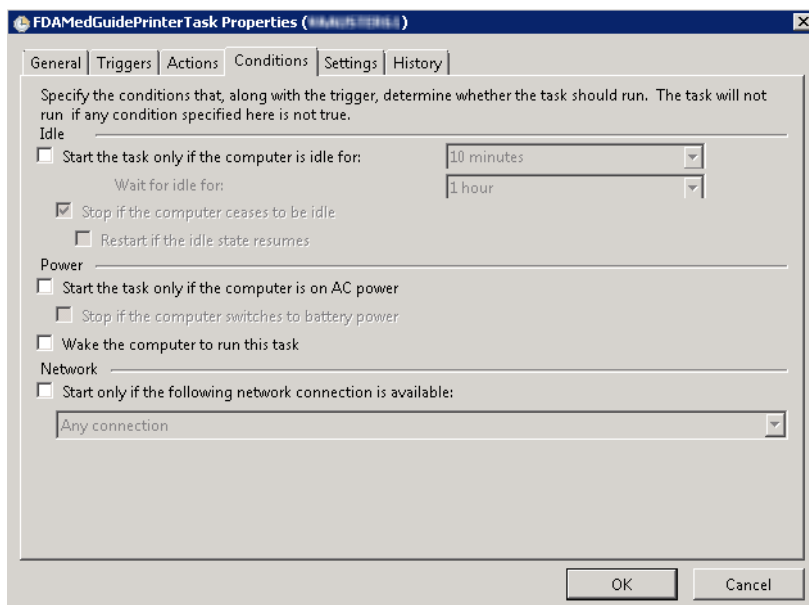 FDAMedGuidePrinterTask Properties ( )
General Triggers Actions Conditions Settings History
Specify the conditions that, along with the trigger, determine whether the task should run. The task will not
run if any condition specified here is not true.
Idle
Start the task only if the computer is idle for: 10 minutes
Wait for idle for: 1 hour
Stop if the computer ceases to be idle
Restart if the idle state resumes
Power
Start the task only if the computer is on AC power
Stop if the computer switches to battery power
Wake the computer to run this task
Network
Start only if the following network connection is available:
Any connection
OK Cancel